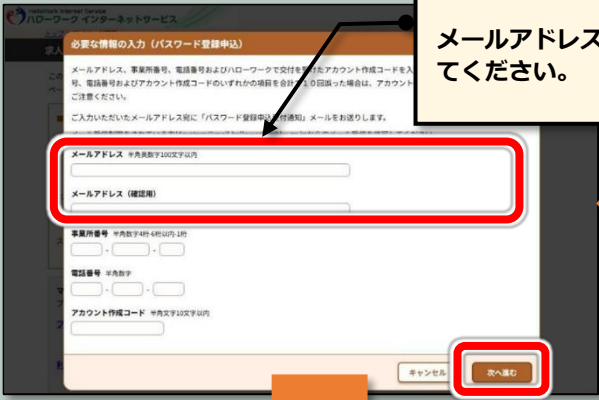 HelloWork Internet Service
ハローワーク インターネットサービス
メールアドレス
てください。
必要な情報の入力（パスワード登録申込）
メールアドレス、事業所番号、電話番号およびハローワークで交付を受けたアカウント作成コードを入
号、電話番号およびアカウント作成コードのいずれかの項目を合計で１０回誤った場合は、アカウント
ご注意ください。
ご入力いただいたメールアドレス宛に「パスワード登録申込受付通知」メールをお送りします。
メールアドレス 半角英数字100文字以内
メールアドレス（確認用）
事業所番号 半角数字4桁-6桁以内-1桁
- -
電話番号 半角数字
- -
アカウント作成コード 半角文字10文字以内
キャンセル
次へ進む